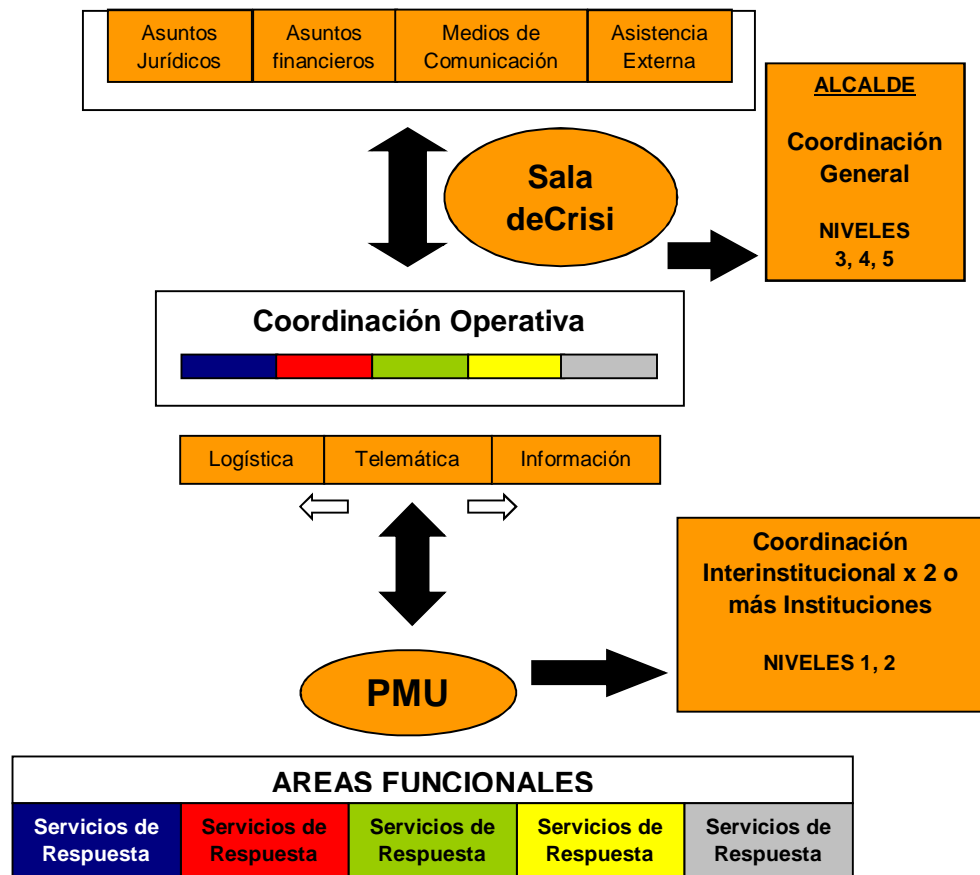 Asuntos
Jurídicos
Asuntos
financieros
Medios de
Comunicación
Asistencia
Externa
ALCALDE
Coordinación
General
NIVELES
3, 4, 5
Sala
deCrisi
Coordinación Operativa
Logística
Telemática
Información
Coordinación
Interinstitucional x 2 o
más Instituciones
NIVELES 1, 2
PMU
AREAS FUNCIONALES
Servicios de
Respuesta
Servicios de
Respuesta
Servicios de
Respuesta
Servicios de
Respuesta
Servicios de
Respuesta